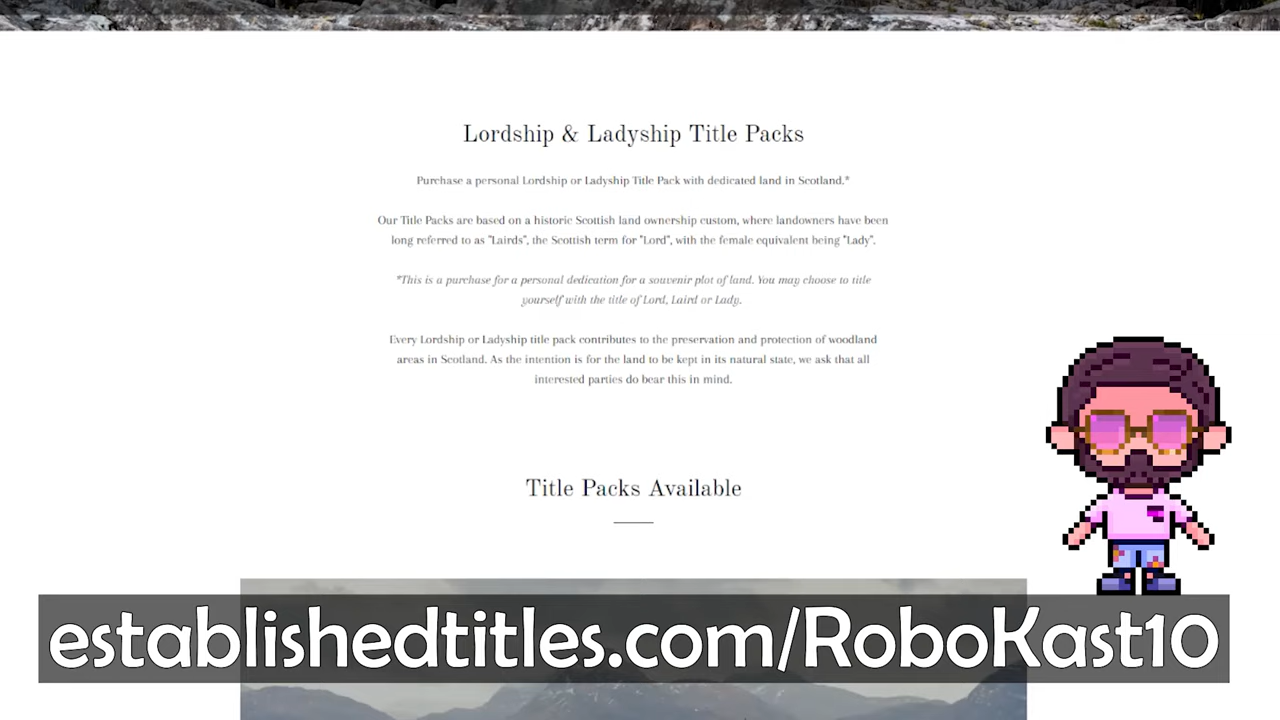 Lordship & Ladyship Title Packs
Purchase a personal Lordship or Ladyship Title Pack with dedicated land in Scotland.*
Our Title Packs are based on a historic Scottish land ownership custom, where landowners have been
long referred to as "Lairds", the Scottish term for "Lord", with the female equivalent being "Lady".
*This is a purchase for a personal dedication for a souvenir plot of land. You may choose to title
yourself with the title of Lord, Laird or Lady.
Every Lordship or Ladyship title pack contributes to the preservation and protection of woodland
areas in Scotland. As the intention is for the land to be kept in its natural state, we ask that all
interested parties do bear this in mind.
Title Packs Available
establishedtitles.com/RoboKast10